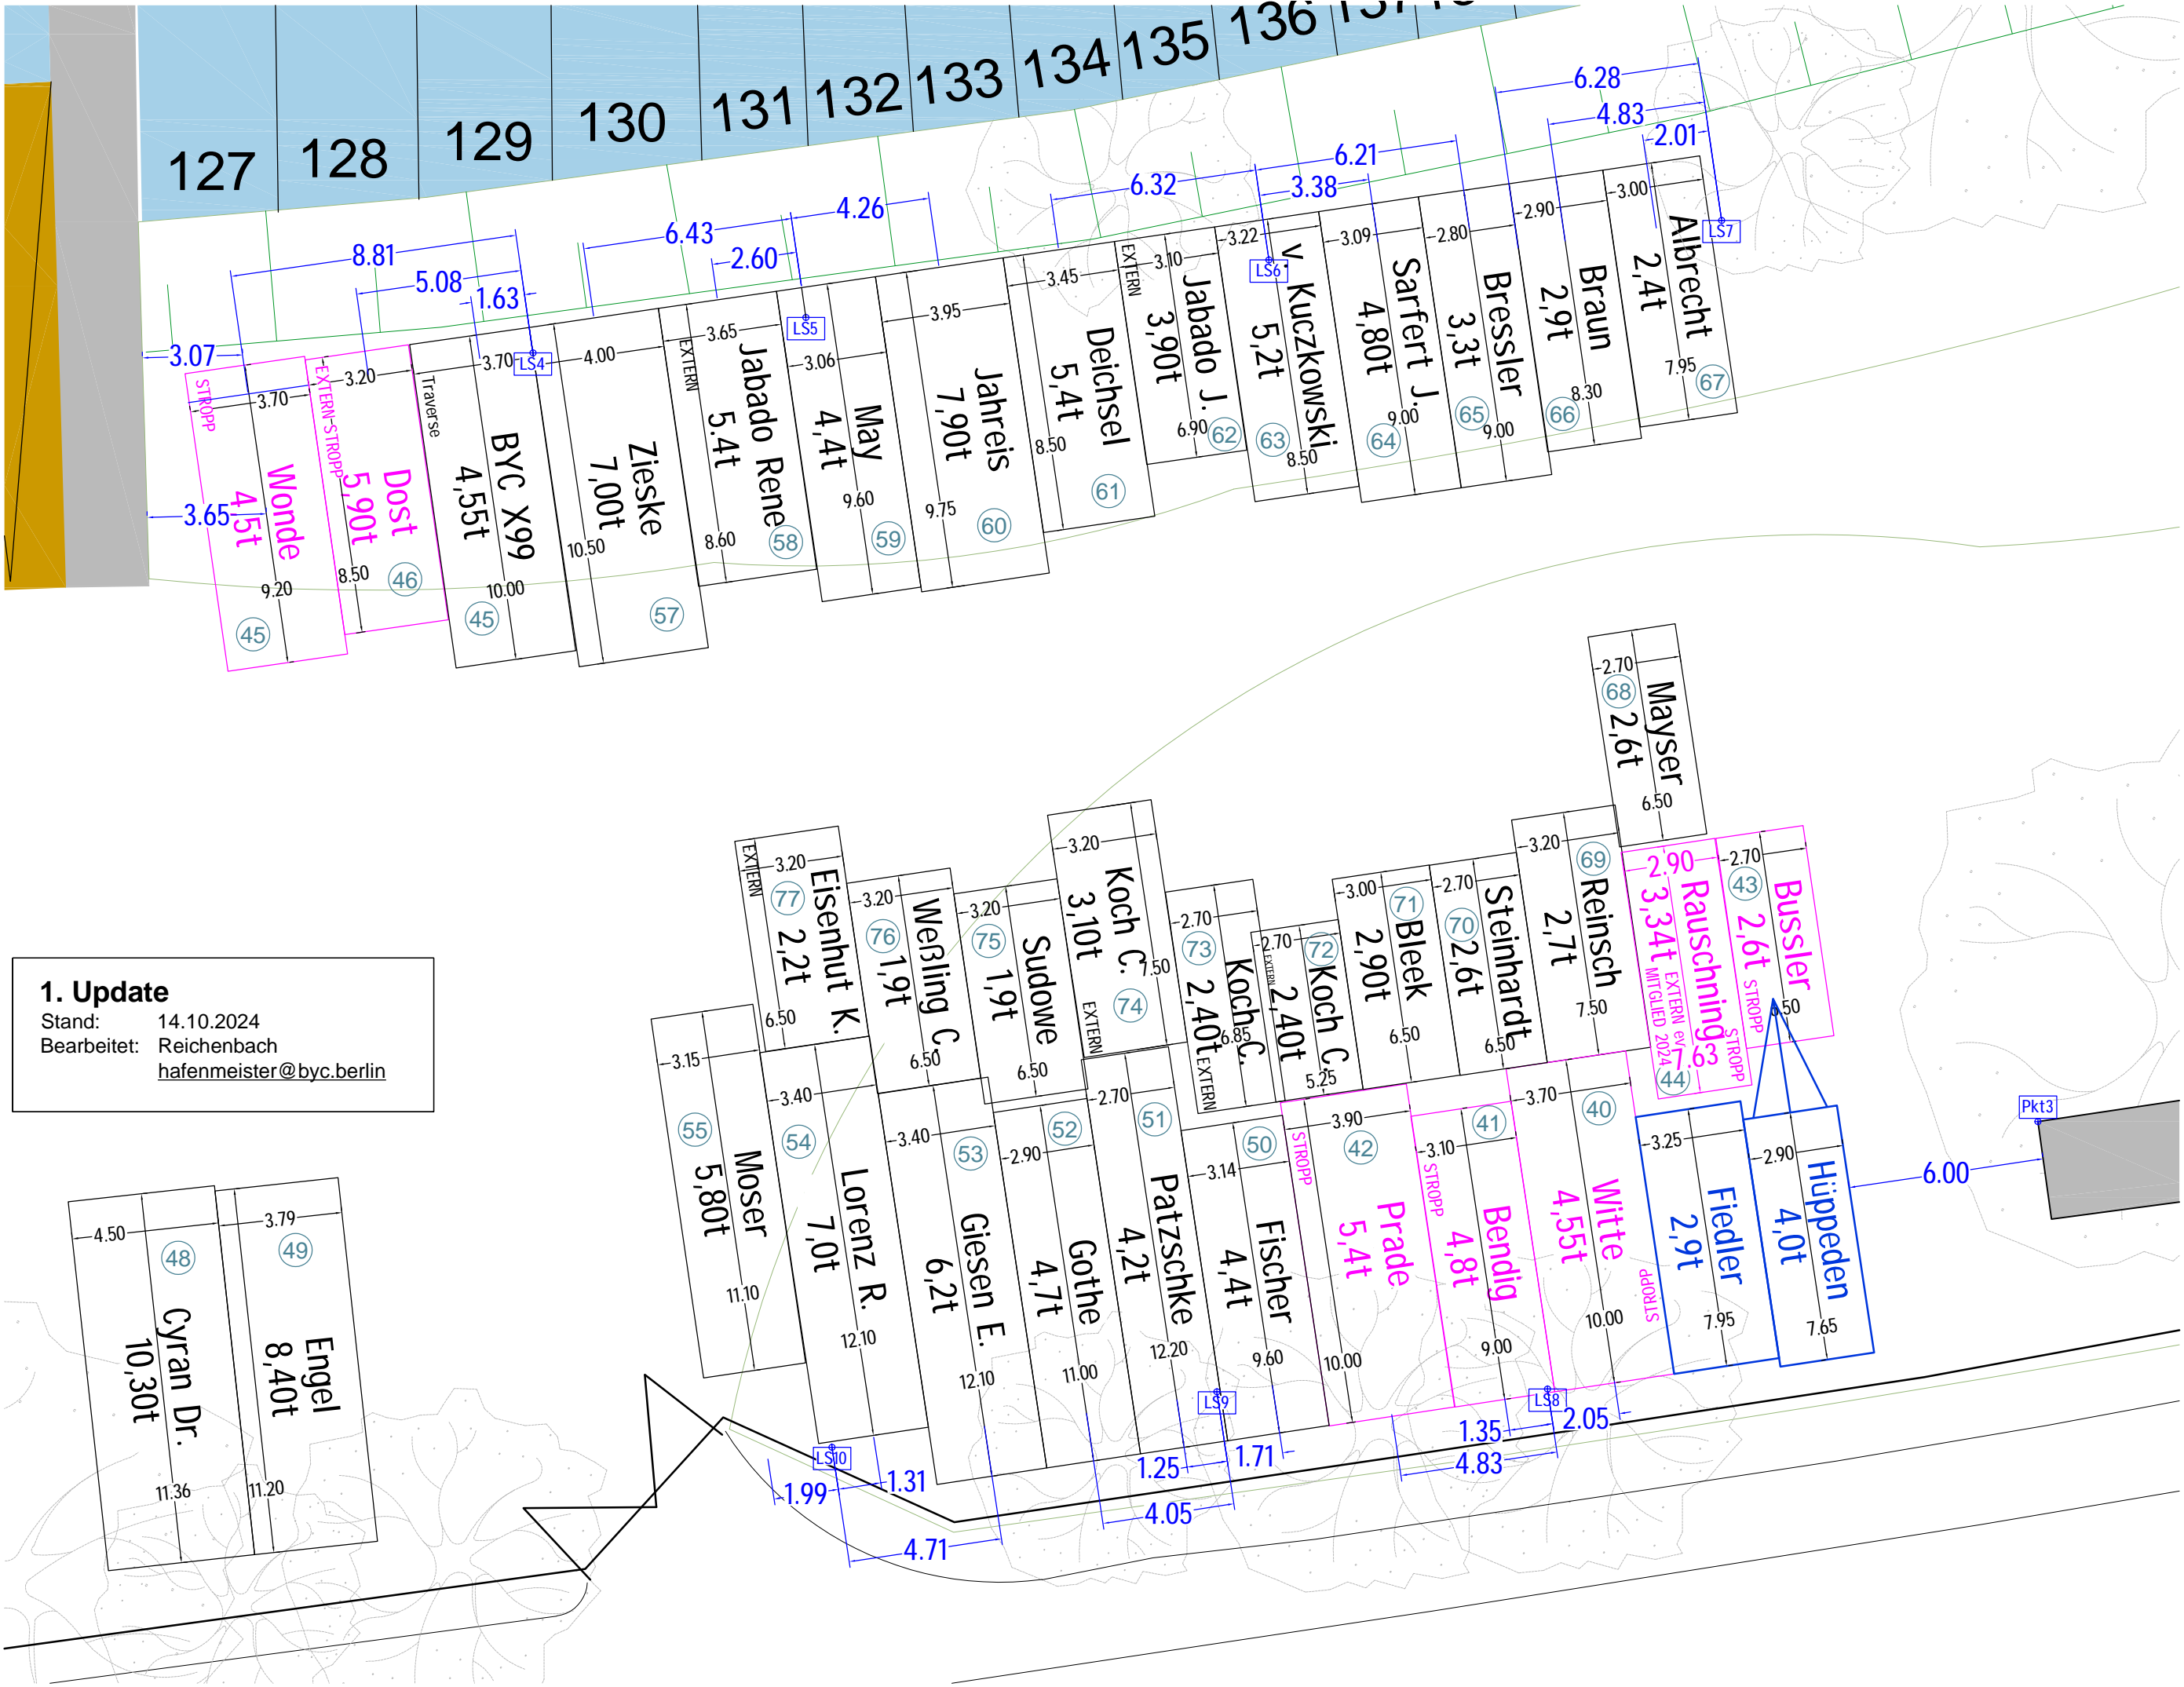 127
128
129
130
131
132
133
134
135
136
6.28
4.83
2.01
6.21
3.38
6.32
4.26
6.43
2.60
8.81
5.08
1.63
3.07
3.65
LS4
LS5
LS6
LS7
STROPP
3.70
Wonde
4,5t
9.20
45
EXTERN-STROPP
3.20
Dost
5,90t
8.50
46
Traverse
3.70
BYC X99
4,55t
10.00
45
4.00
Zieske
7,00t
10.50
57
EXTERN
3.65
Jabado Rene
5.4t
8.60
58
3.06
May
4,4t
9.60
59
3.95
Jahreis
7,90t
9.75
60
3.45
Deichsel
5,4t
8.50
61
EXTERN
3.10
Jabado J.
3,90t
6.90
62
3.22
v. Kuczkowski
5,2t
8.50
63
3.09
Sarfert J.
4,80t
9.00
64
2.80
Bressler
3,3t
9.00
65
2.90
Braun
2,9t
8.30
66
3.00
Albrecht
2,4t
7.95
67
2.70
68
Mayser
2,6t
6.50
EXTERN
3.20
77
Eisenhut K.
2,2t
6.50
3.20
76
Weßling C.
1,9t
6.50
3.20
75
Sudowe
1,9t
6.50
3.20
Koch C.
3,10t
7.50
EXTERN
74
2.70
73
Koch C.
2,40t
6.85
EXTERN
2.70
72
EXTERN
Koch C.
2,40t
5.25
3.00
71
Bleek
2,90t
6.50
2.70
70
Steinhardt
2,6t
6.50
3.20
69
Reinsch
2,7t
7.50
2.90
Rauschning
3,34t
EXTERN ev.
MITGLIED 2024
7.63
STROPP
44
2.70
43
Bussler
2,6t
STROPP
6.50
1. Update
Stand: 14.10.2024
Bearbeitet: Reichenbach
hafenmeister@byc.berlin
4.50
48
Cyran Dr.
10,30t
11.36
3.79
49
Engel
8,40t
11.20
3.15
55
Moser
5,80t
11.10
3.40
54
Lorenz R.
7,0t
12.10
3.40
53
Giesen E.
6,2t
12.10
2.90
52
Gothe
4,7t
11.00
2.70
51
Patzschke
4,2t
12.20
3.14
50
Fischer
4,4t
9.60
STROPP
3.90
42
Prade
5,4t
10.00
STROPP
3.10
41
Bendig
4,8t
9.00
3.70
40
Witte
4,55t
10.00
STROPP
3.25
Fiedler
2,9t
7.95
2.90
Hüppeden
4,0t
7.65
6.00
Pkt3
LS10
LS9
LS8
1.99
1.31
4.71
1.25
1.71
4.05
1.35
2.05
4.83